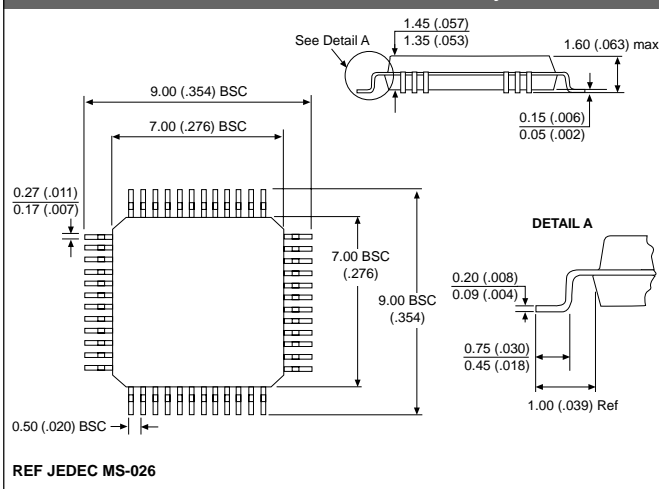 See Detail A
1.45 (.057)
1.35 (.053)
1.60 (.063) max
0.15 (.006)
0.05 (.002)
9.00 (.354) BSC
7.00 (.276) BSC
0.27 (.011)
0.17 (.007)
7.00 BSC
(.276)
9.00 BSC
(.354)
0.50 (.020) BSC
DETAIL A
0.20 (.008)
0.09 (.004)
0.75 (.030)
0.45 (.018)
1.00 (.039) Ref
REF JEDEC MS-026